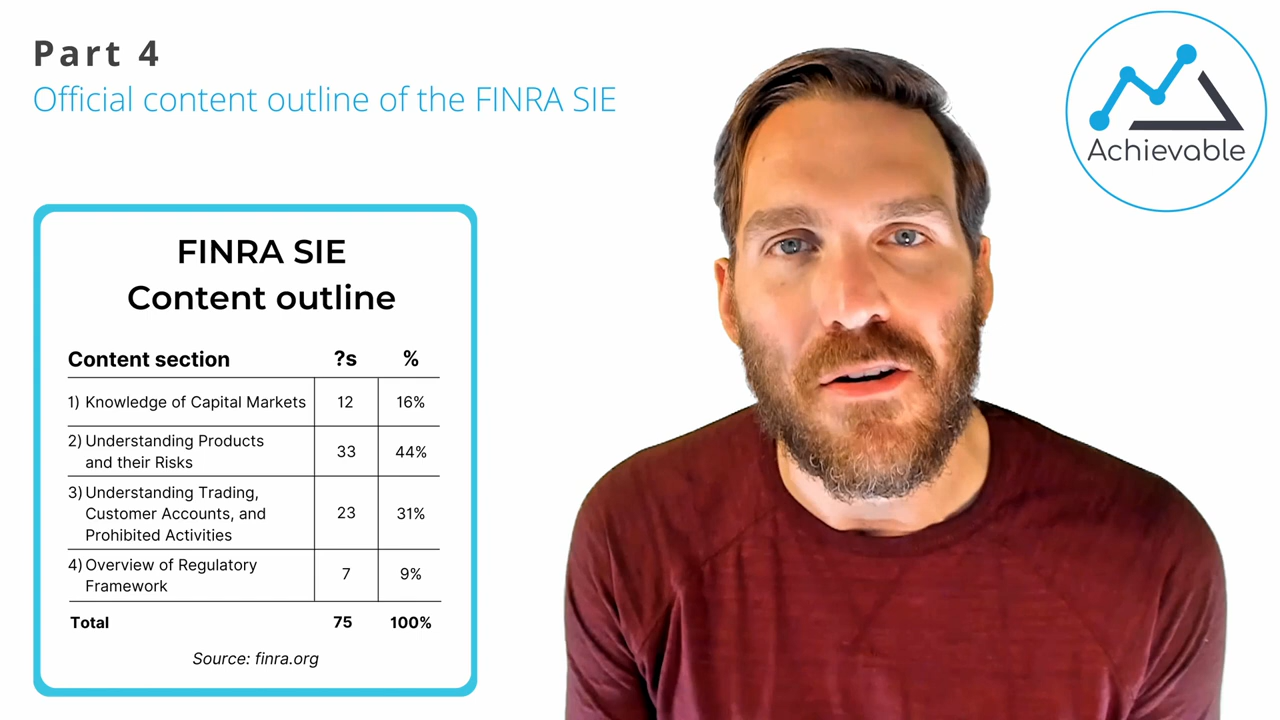 Part 4
Official content outline of the FINRA SIE
Achievable
FINRA SIE
Content outline
Content section ?s %
1) Knowledge of Capital Markets 12 16%
2) Understanding Products
and their Risks 33 44%
3) Understanding Trading,
Customer Accounts, and 23 31%
Prohibited Activities
4) Overview of Regulatory
Framework 7 9%
Total 75 100%
Source: finra.org